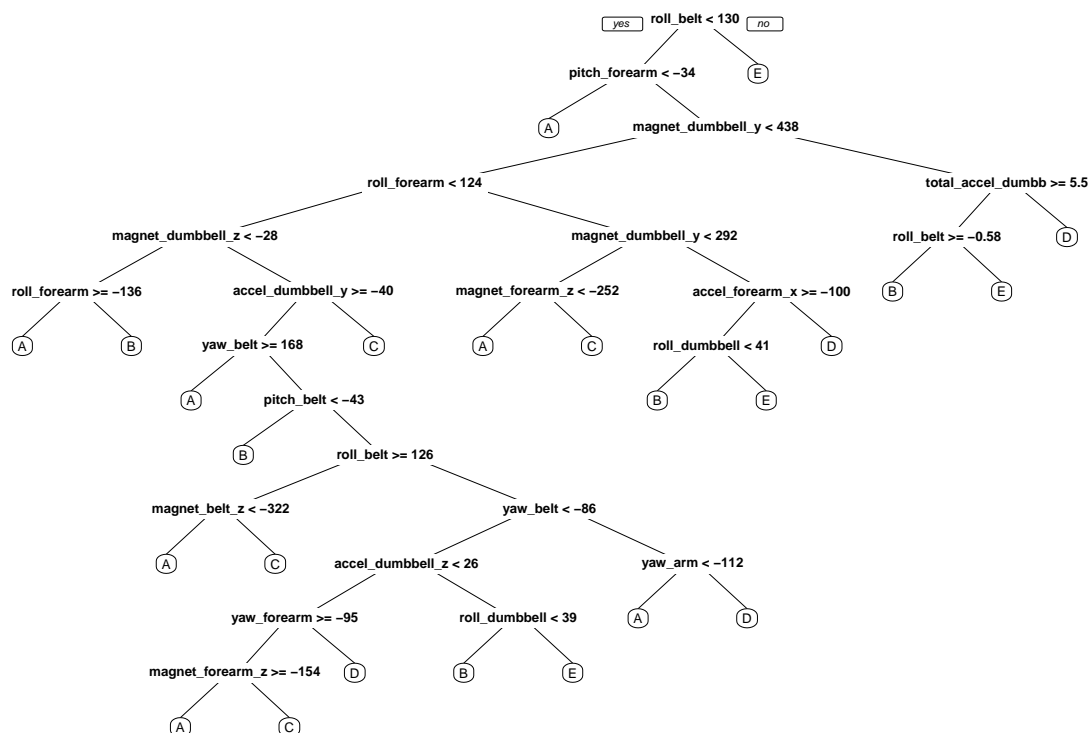 yes roll_belt < 130 no
pitch_forearm < −34 E
A magnet_dumbbell_y < 438
roll_forearm < 124 total_accel_dumbb >= 5.5
magnet_dumbbell_z < −28 magnet_dumbbell_y < 292 roll_belt >= −0.58 D
roll_forearm >= −136 accel_dumbbell_y >= −40 magnet_forearm_z < −252 accel_forearm_x >= −100 B E
A B yaw_belt >= 168 C A C roll_dumbbell < 41 D
A pitch_belt < −43 B E
B roll_belt >= 126
magnet_belt_z < −322 yaw_belt < −86
A C accel_dumbbell_z < 26 yaw_arm < −112
yaw_forearm >= −95 roll_dumbbell < 39 A D
magnet_forearm_z >= −154 D B E
A C